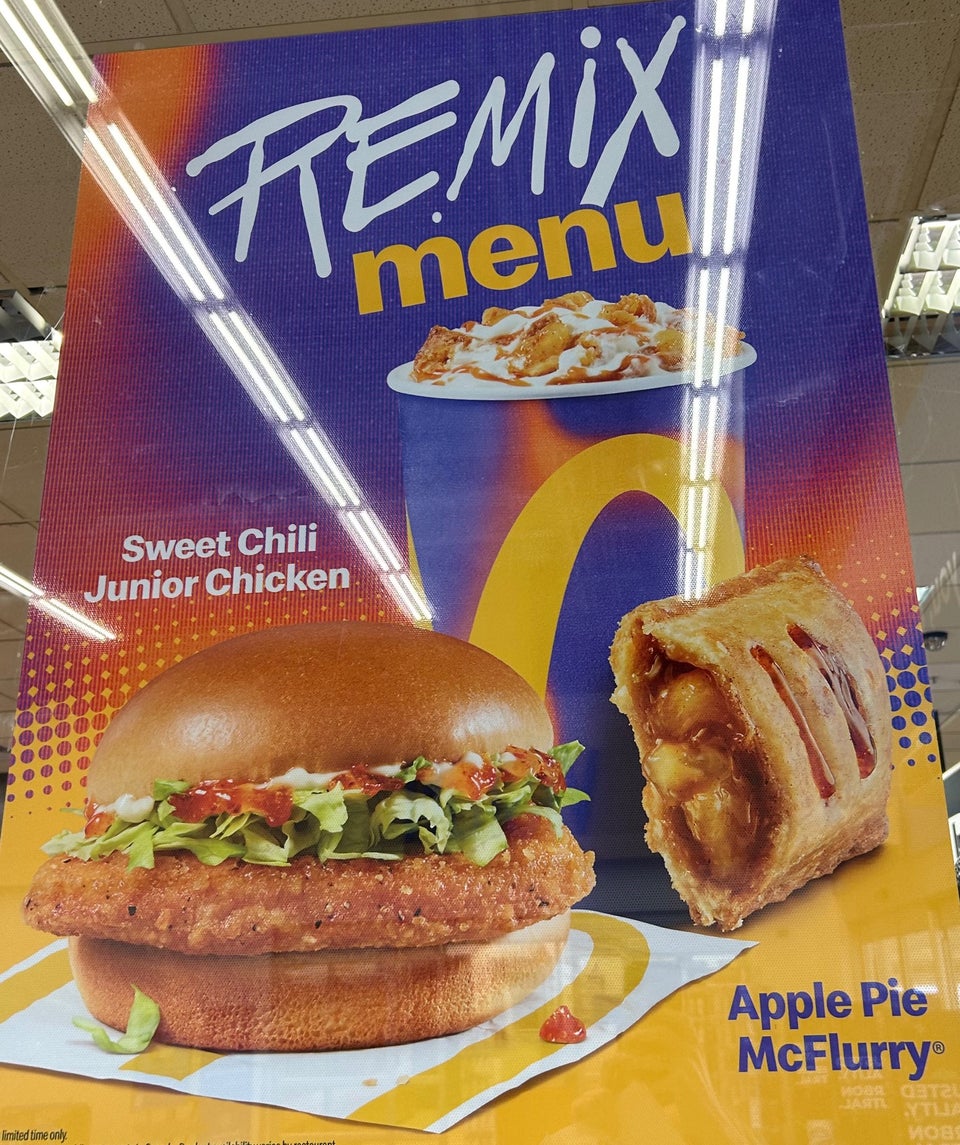 REMiX
menu
Sweet Chili
Junior Chicken
Apple Pie
McFlurry®
limited time only.